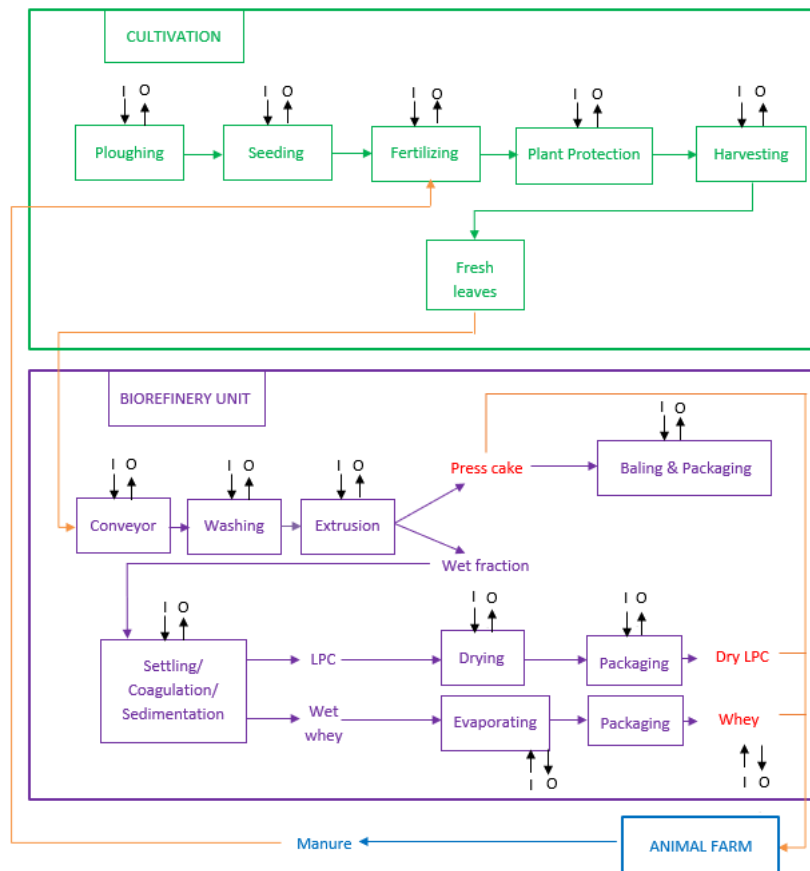 CULTIVATION
I O
I O
I O
I O
I O
Ploughing
Seeding
Fertilizing
Plant Protection
Harvesting
Fresh
leaves
BIOREFINERY UNIT
I O
I O
I O
I O
Press cake
Baling & Packaging
Conveyor
Washing
Extrusion
Wet fraction
I O
I O
I O
Settling/
Coagulation/
Sedimentation
LPC
Drying
Packaging
Dry LPC
Wet
whey
Evaporating
Packaging
Whey
I O
I O
Manure
ANIMAL FARM